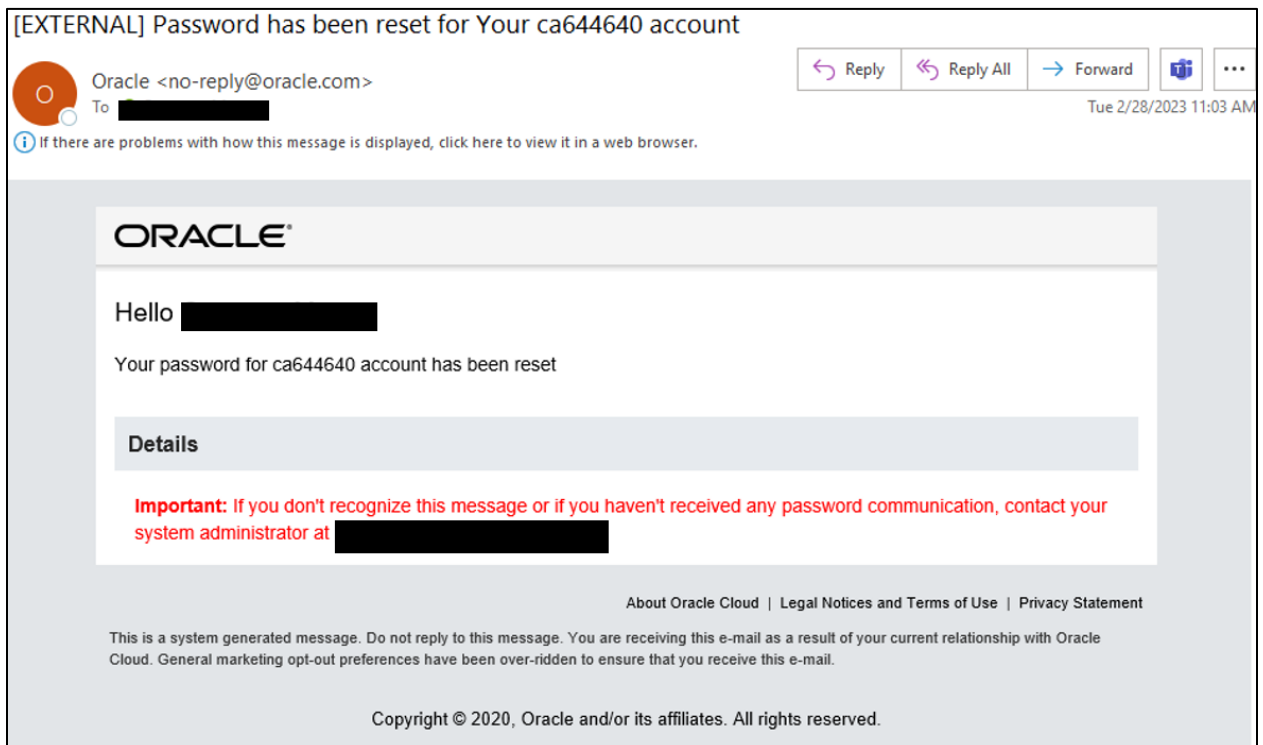 [EXTERNAL] Password has been reset for Your ca644640 account
O
Oracle <no-reply@oracle.com>
To
Reply
Reply All
Forward
Tue 2/28/2023 11:03 AM
If there are problems with how this message is displayed, click here to view it in a web browser.
ORACLE
Hello
Your password for ca644640 account has been reset
Details
Important: If you don't recognize this message or if you haven't received any password communication, contact your
system administrator at
About Oracle Cloud | Legal Notices and Terms of Use | Privacy Statement
This is a system generated message. Do not reply to this message. You are receiving this e-mail as a result of your current relationship with Oracle
Cloud. General marketing opt-out preferences have been over-ridden to ensure that you receive this e-mail.
Copyright © 2020, Oracle and/or its affiliates. All rights reserved.